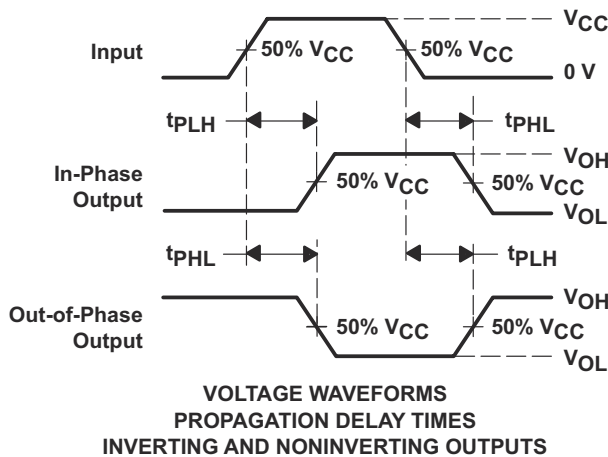 VCC
Input
50% VCC
50% VCC
0 V
tPLH
tPHL
VOH
In-Phase
Output
50% VCC
50% VCC
VOL
tPHL
tPLH
VOH
Out-of-Phase
Output
50% VCC
50% VCC
VOL
VOLTAGE WAVEFORMS
PROPAGATION DELAY TIMES
INVERTING AND NONINVERTING OUTPUTS